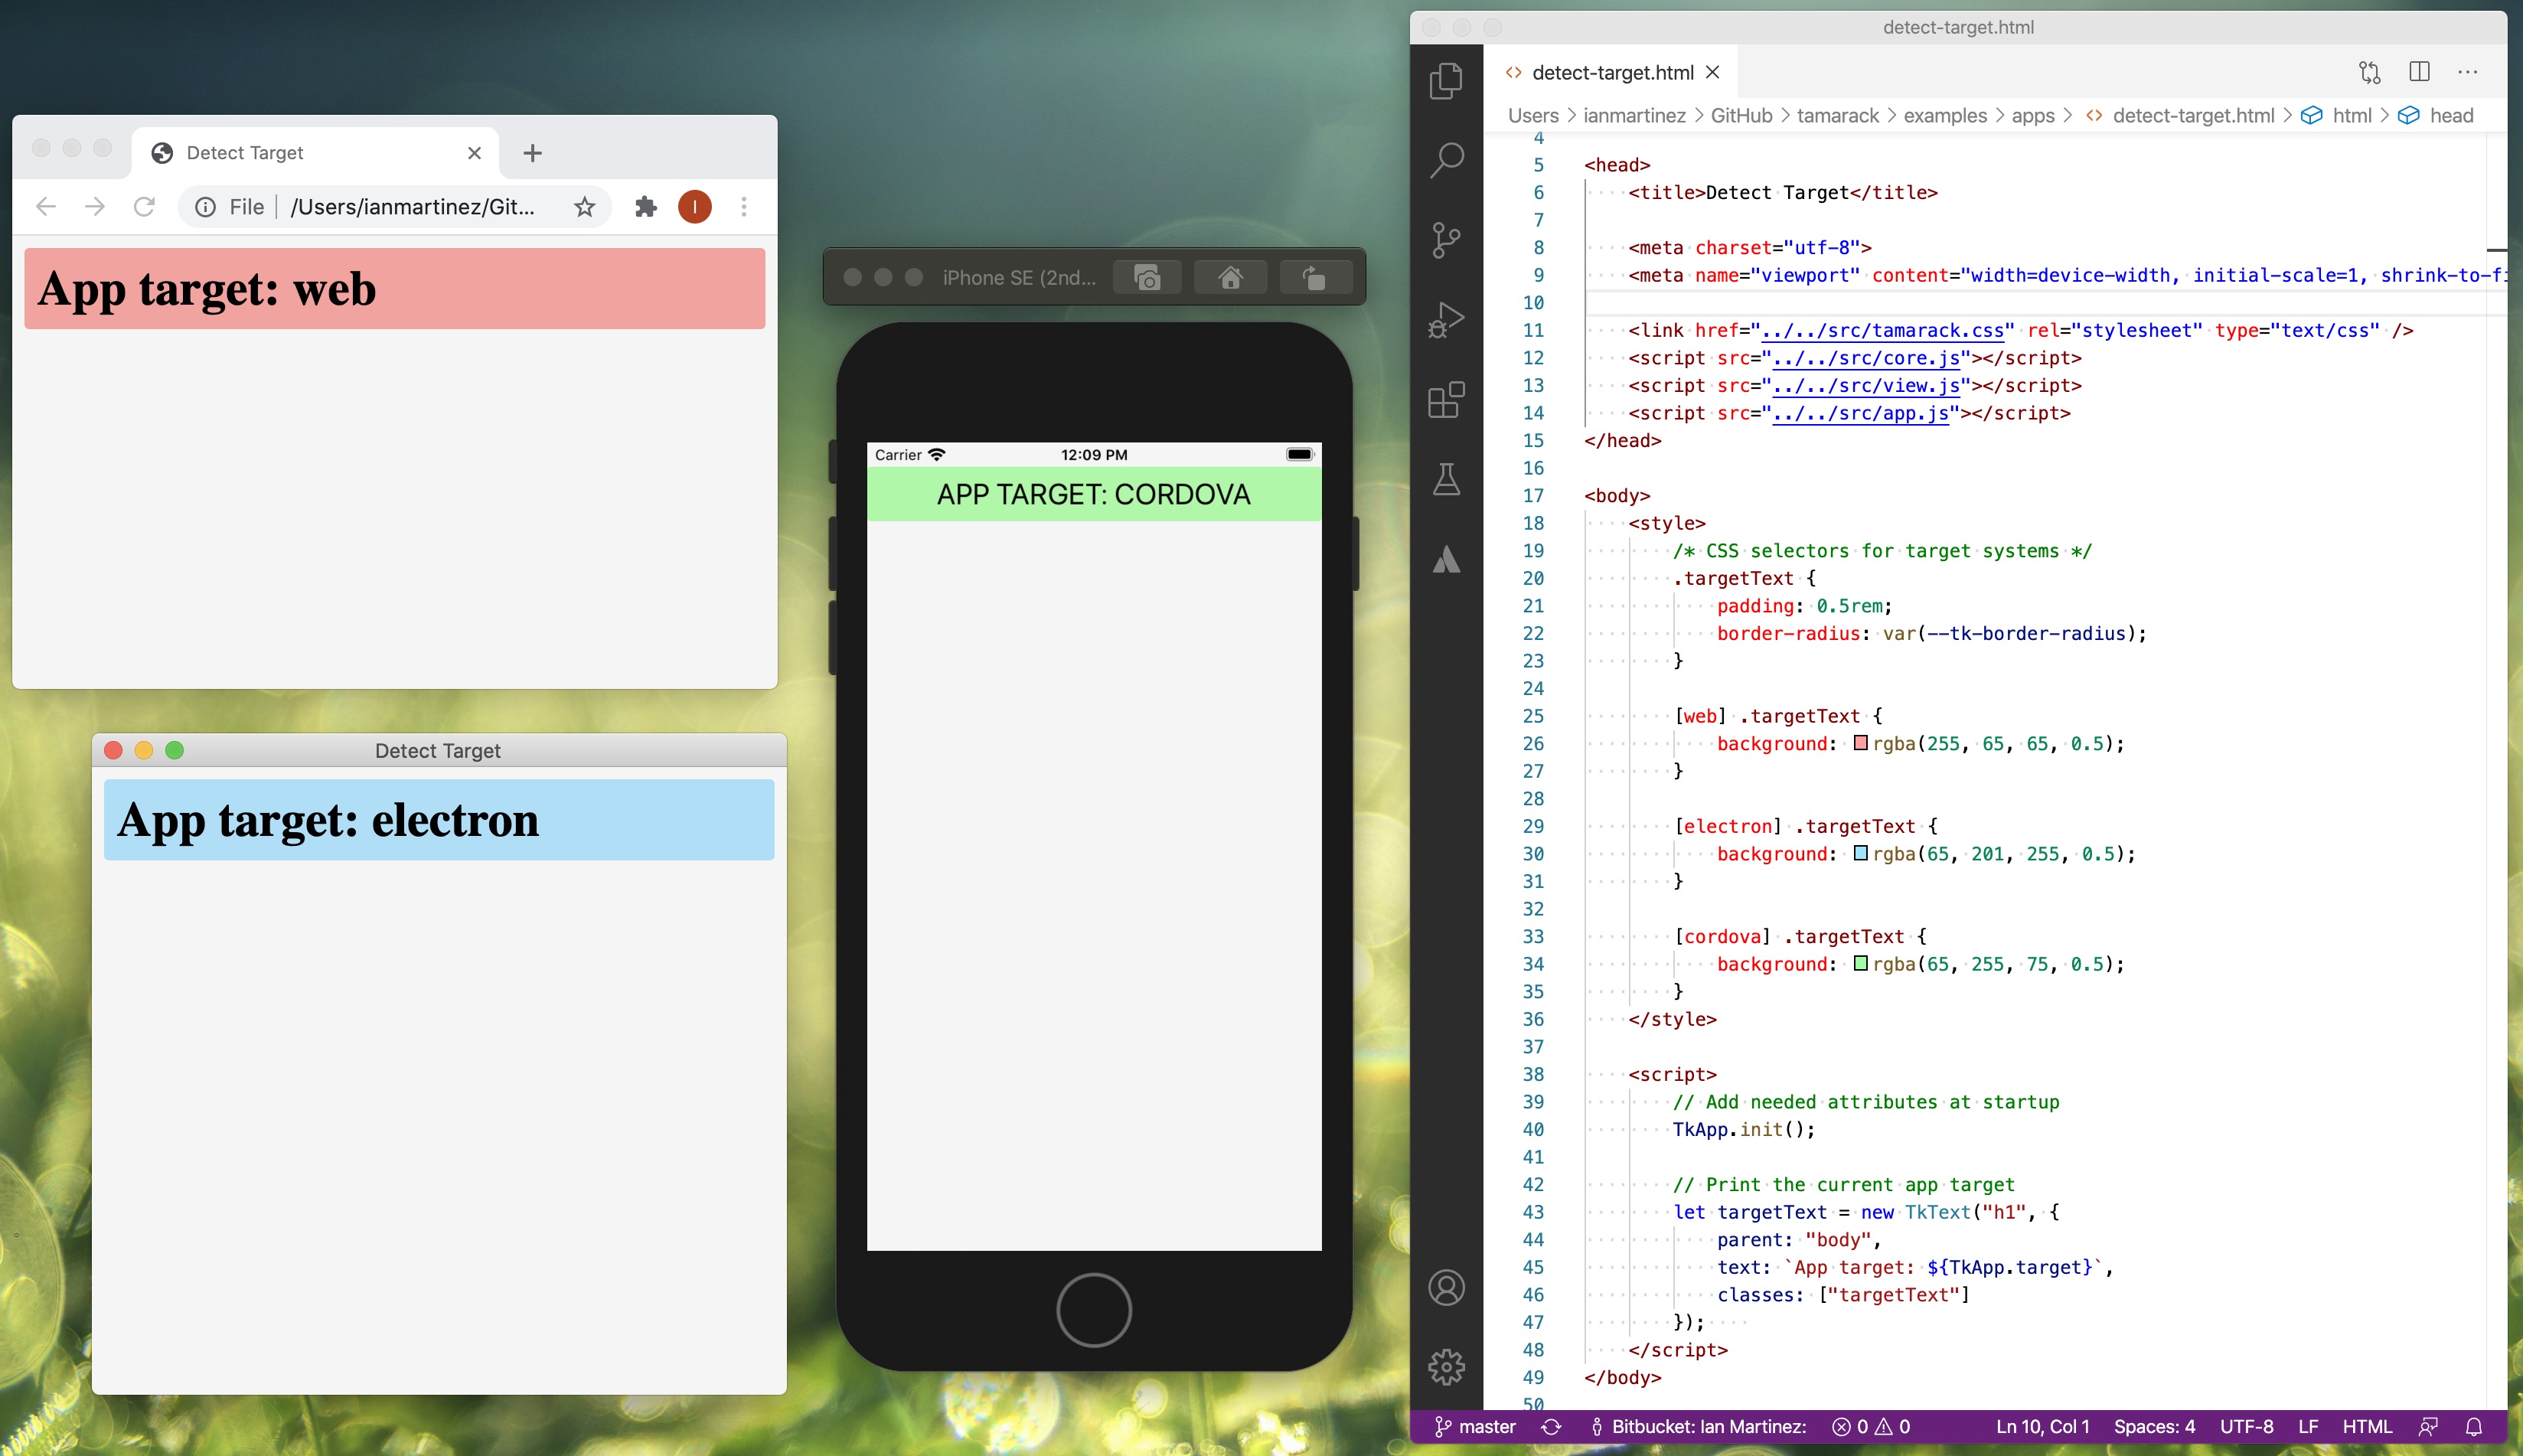 Detect Target
File
/Users/ianmartinez/Git...
I
App target: web
Detect Target
App target: electron
iPhone SE (2nd...
Carrier
12:09 PM
APP TARGET: CORDOVA
detect-target.html
detect-target.html
Users > ianmartinez > GitHub > tamarack > examples > apps > detect-target.html > html > head
4
5 <head>
6 <title>Detect Target</title>
7
8 <meta charset="utf-8">
9 <meta name="viewport" content="width=device-width, initial-scale=1, shrink-to-fi
10
11 <link href="../../src/tamarack.css" rel="stylesheet" type="text/css" />
12 <script src="../../src/core.js"></script>
13 <script src="../../src/view.js"></script>
14 <script src="../../src/app.js"></script>
15 </head>
16
17 <body>
18 <style>
19 /* CSS selectors for target systems */
20 .targetText {
21 padding: 0.5rem;
22 border-radius: var(--tk-border-radius);
23 }
24
25 [web] .targetText {
26 background: rgba(255, 65, 65, 0.5);
27 }
28
29 [electron] .targetText {
30 background: rgba(65, 201, 255, 0.5);
31 }
32
33 [cordova] .targetText {
34 background: rgba(65, 255, 75, 0.5);
35 }
36 </style>
37
38 <script>
39 // Add needed attributes at startup
40 TkApp.init();
41
42 // Print the current app target
43 let targetText = new TkText("h1", {
44 parent: "body",
45 text: `App target: ${TkApp.target}`,
46 classes: ["targetText"]
47 });
48 </script>
49 </body>
50
master
Bitbucket: Ian Martinez:
0
0
Ln 10, Col 1
Spaces: 4
UTF-8
LF
HTML